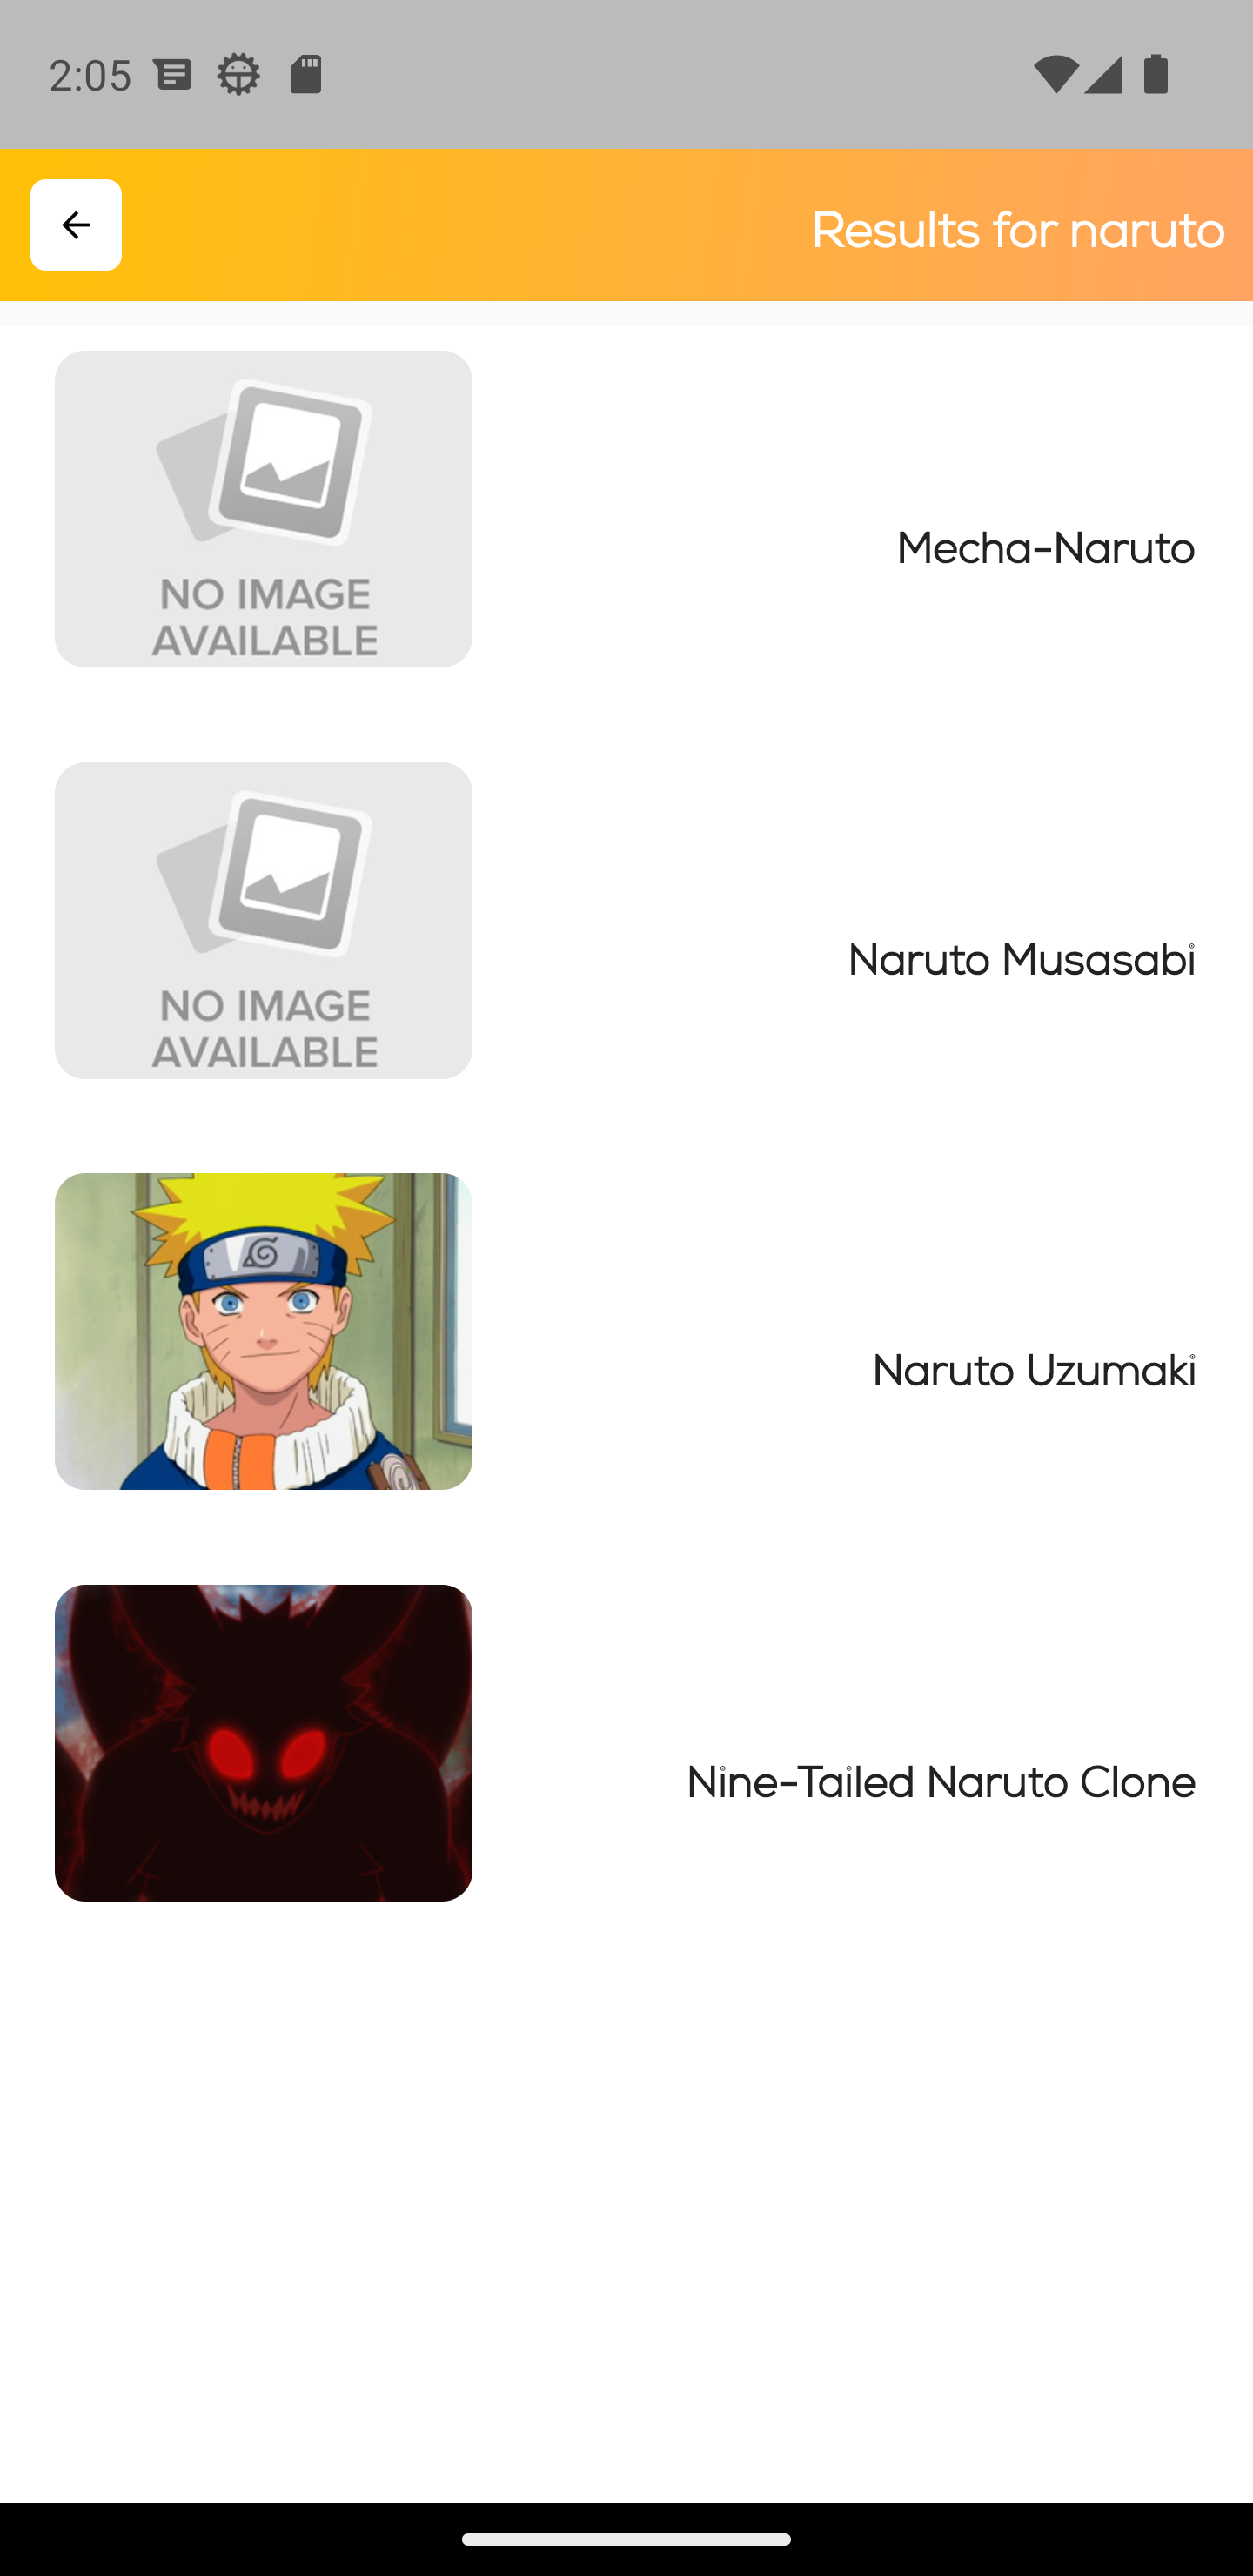 2:05
Results for naruto
NO IMAGE
AVAILABLE
Mecha-Naruto
NO IMAGE
AVAILABLE
Naruto Musasabi
Naruto Uzumaki
Nine-Tailed Naruto Clone